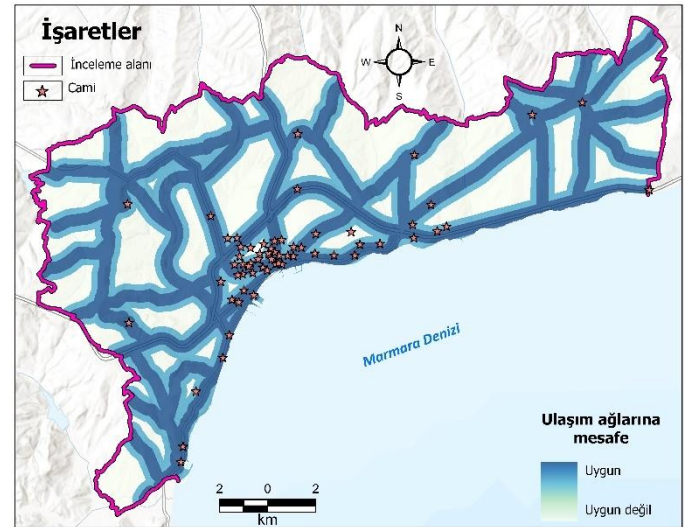 İşaretler
İnceleme alanı
Cami
N
W E
S
Marmara Denizi
2 0 2
km
Ulaşım ağlarına
mesafe
Uygun
Uygun değil